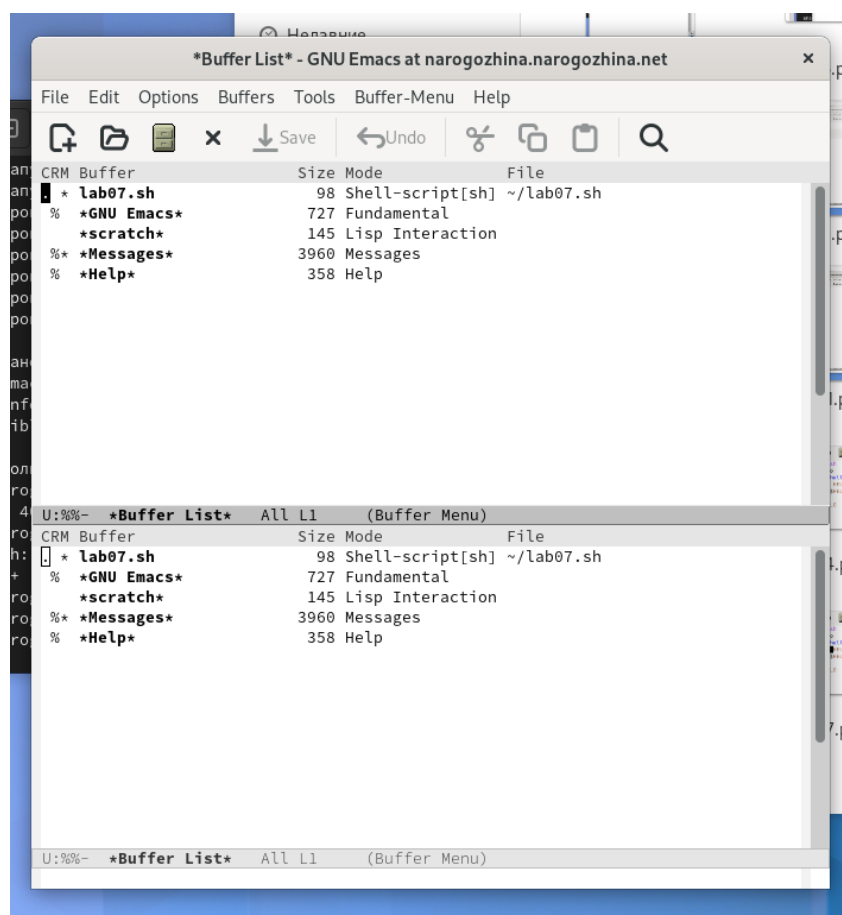 Недавние
*Buffer List* - GNU Emacs at narogozhina.narogozhina.net ×
File Edit Options Buffers Tools Buffer-Menu Help
Save Undo
CRM Buffer Size Mode File
. * lab07.sh 98 Shell-script[sh] ~/lab07.sh
% *GNU Emacs* 727 Fundamental
*scratch* 145 Lisp Interaction
%* *Messages* 3960 Messages
% *Help* 358 Help
U:%%- *Buffer List* All L1 (Buffer Menu)
CRM Buffer Size Mode File
. * lab07.sh 98 Shell-script[sh] ~/lab07.sh
% *GNU Emacs* 727 Fundamental
*scratch* 145 Lisp Interaction
%* *Messages* 3960 Messages
% *Help* 358 Help
U:%%- *Buffer List* All L1 (Buffer Menu)